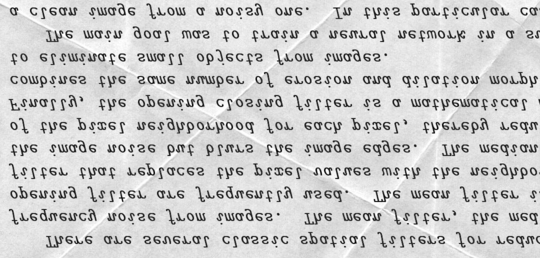 There are several classic spatial filters for reduc
frequency noise from images. The mean filter, the med
opening filter are frequently used. The mean filter i
filter that replaces the pixel values with the neighbo
the image noise but blurs the image edges. The median
of the pixel neighborhood for each pixel, thereby redu
Finally, the opening closing filter is a mathematical
combines the same number of erosion and dilation morph
to eliminate small objects from images.
The main goal was to train a neural network in a su
a clean image from a noisy one. In this particular ca